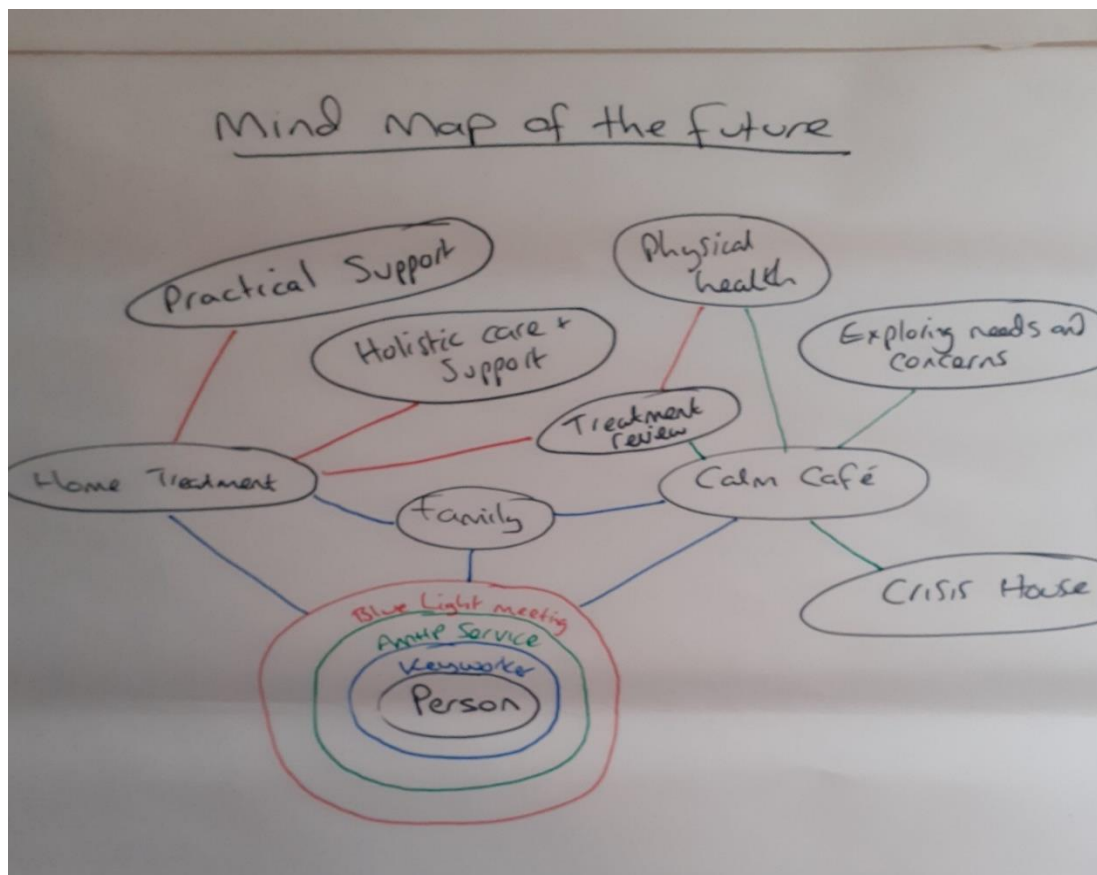 Mind Map of the future
Practical Support
Physical
health
Holistic care +
Support
Exploring needs and
concerns
Treatment
review
Home Treatment
Calm Café
Family
Crisis House
Blue Light meeting
AMHP Service
Keyworker
Person